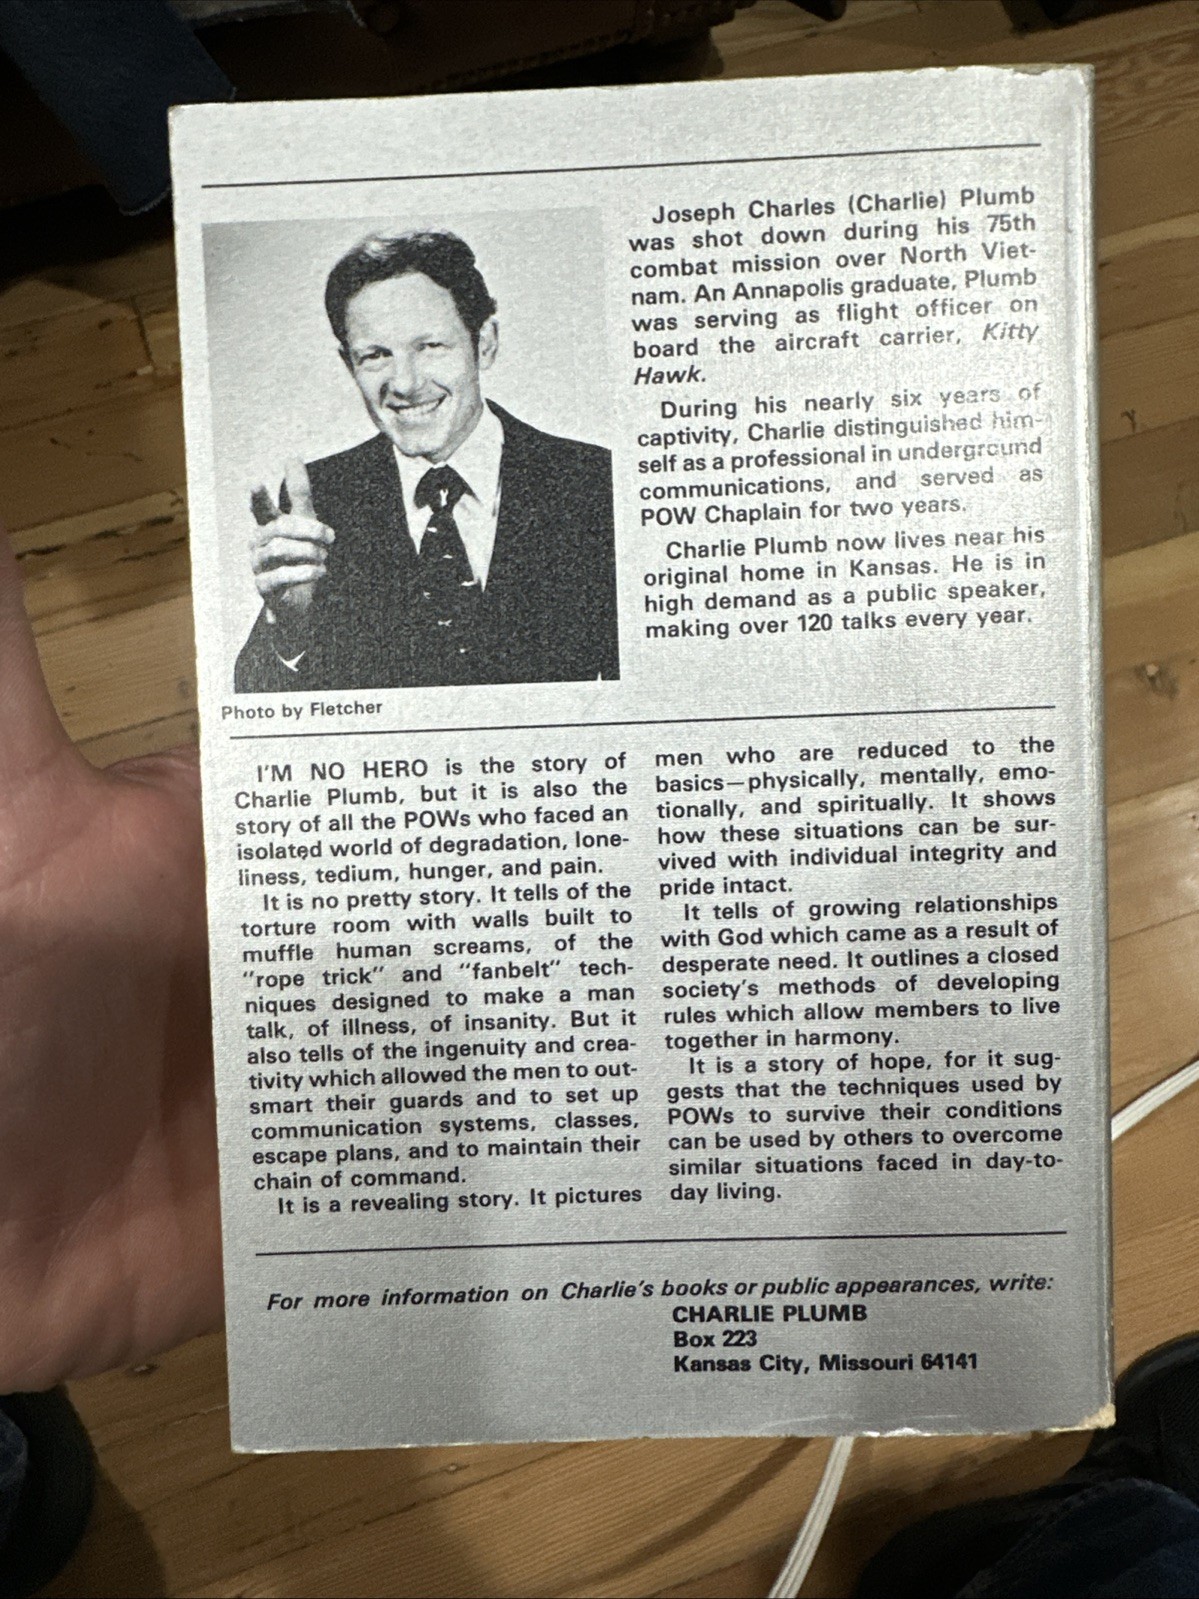 Joseph Charles (Charlie) Plumb
was shot down during his 75th
combat mission over North Viet-
nam. An Annapolis graduate, Plumb
was serving as flight officer on
board the aircraft carrier, Kitty
Hawk.
During his nearly six years of
captivity, Charlie distinguished him-
self as a professional in underground
communications, and served as
POW Chaplain for two years.
Charlie Plumb now lives near his
original home in Kansas. He is in
high demand as a public speaker,
making over 120 talks every year.
Photo by Fletcher
I'M NO HERO is the story of
Charlie Plumb, but it is also the
story of all the POWs who faced an
isolated world of degradation, lone-
liness, tedium, hunger, and pain.
It is no pretty story. It tells of the
torture room with walls built to
muffle human screams, of the
"rope trick" and "fanbelt" tech-
niques designed to make a man
talk, of illness, of insanity. But it
also tells of the ingenuity and crea-
tivity which allowed the men to out-
smart their guards and to set up
communication systems, classes,
escape plans, and to maintain their
chain of command.
It is a revealing story. It pictures
men who are reduced to the
basics—physically, mentally, emo-
tionally, and spiritually. It shows
how these situations can be sur-
vived with individual integrity and
pride intact.
It tells of growing relationships
with God which came as a result of
desperate need. It outlines a closed
society's methods of developing
rules which allow members to live
together in harmony.
It is a story of hope, for it sug-
gests that the techniques used by
POWs to survive their conditions
can be used by others to overcome
similar situations faced in day-to-
day living.
For more information on Charlie's books or public appearances, write:
CHARLIE PLUMB
Box 223
Kansas City, Missouri 64141